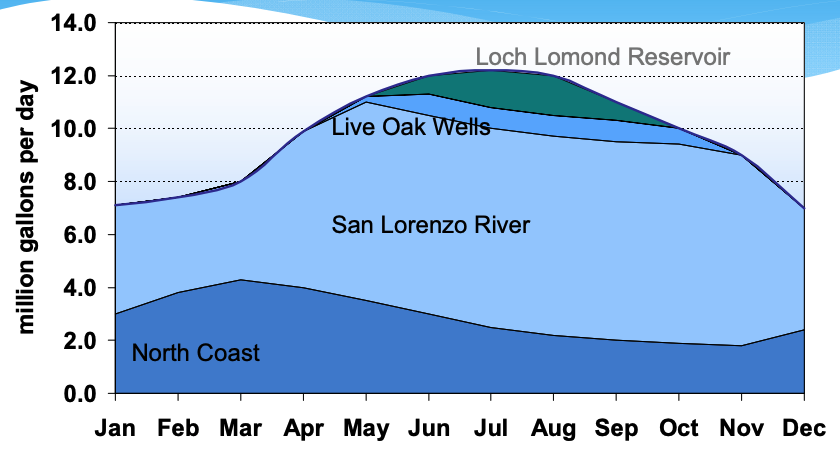 14.0
Loch Lomond Reservoir
12.0
10.0
Live Oak Wells
8.0
million gallons per day
6.0
San Lorenzo River
4.0
2.0
North Coast
0.0
Jan Feb Mar Apr May Jun Jul Aug Sep Oct Nov Dec